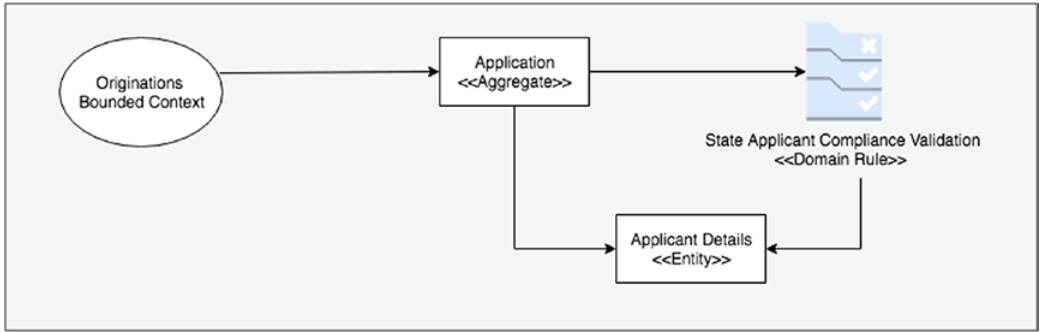 Originations
Bounded Context
Application
<<Aggregate>>
State Applicant Compliance Validation
<<Domain Rule>>
Applicant Details
<<Entity>>